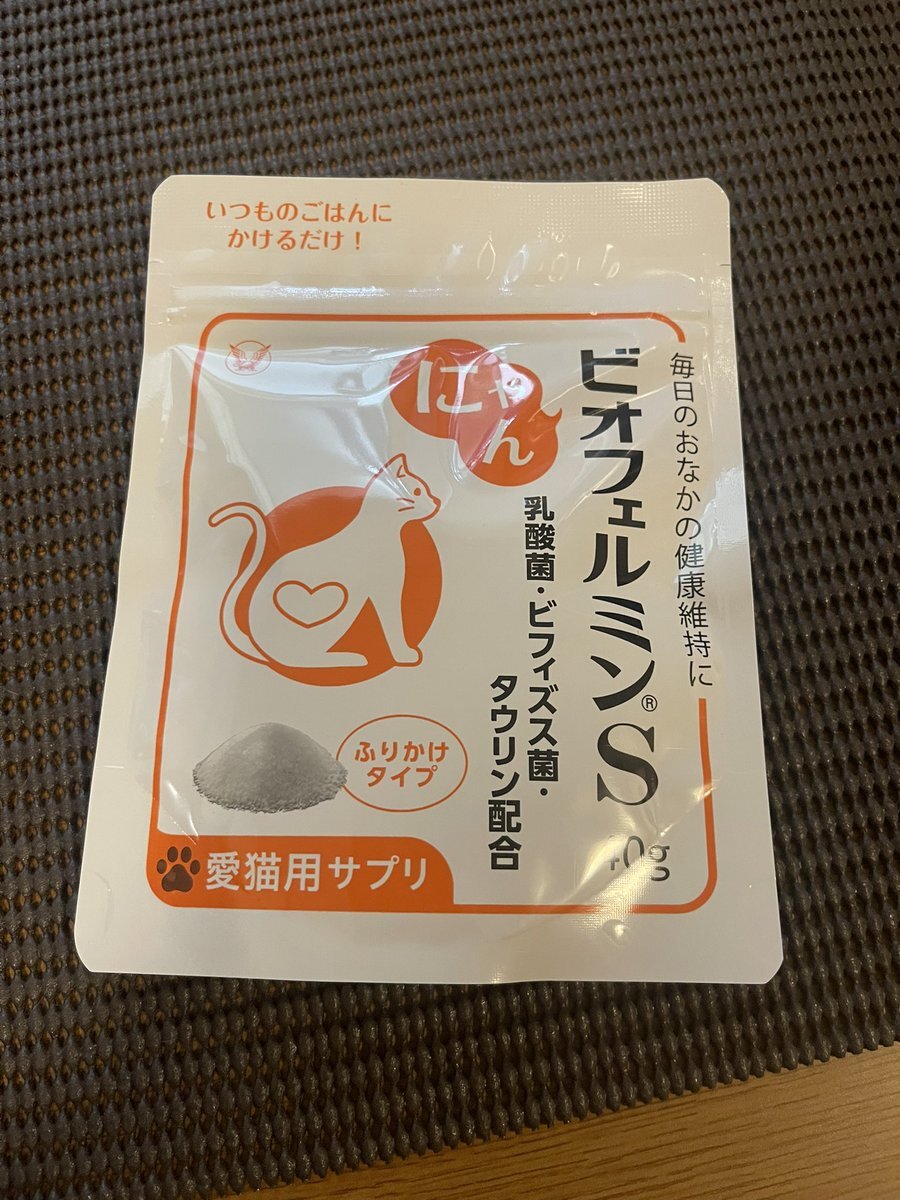 いつものごはんに
かけるだけ！
毎日のおなかの健康維持に
ビオフェルミン®S
にゃん
乳酸菌・ビフィズス菌・
タウリン配合
ふりかけ
タイプ
愛猫用サプリ